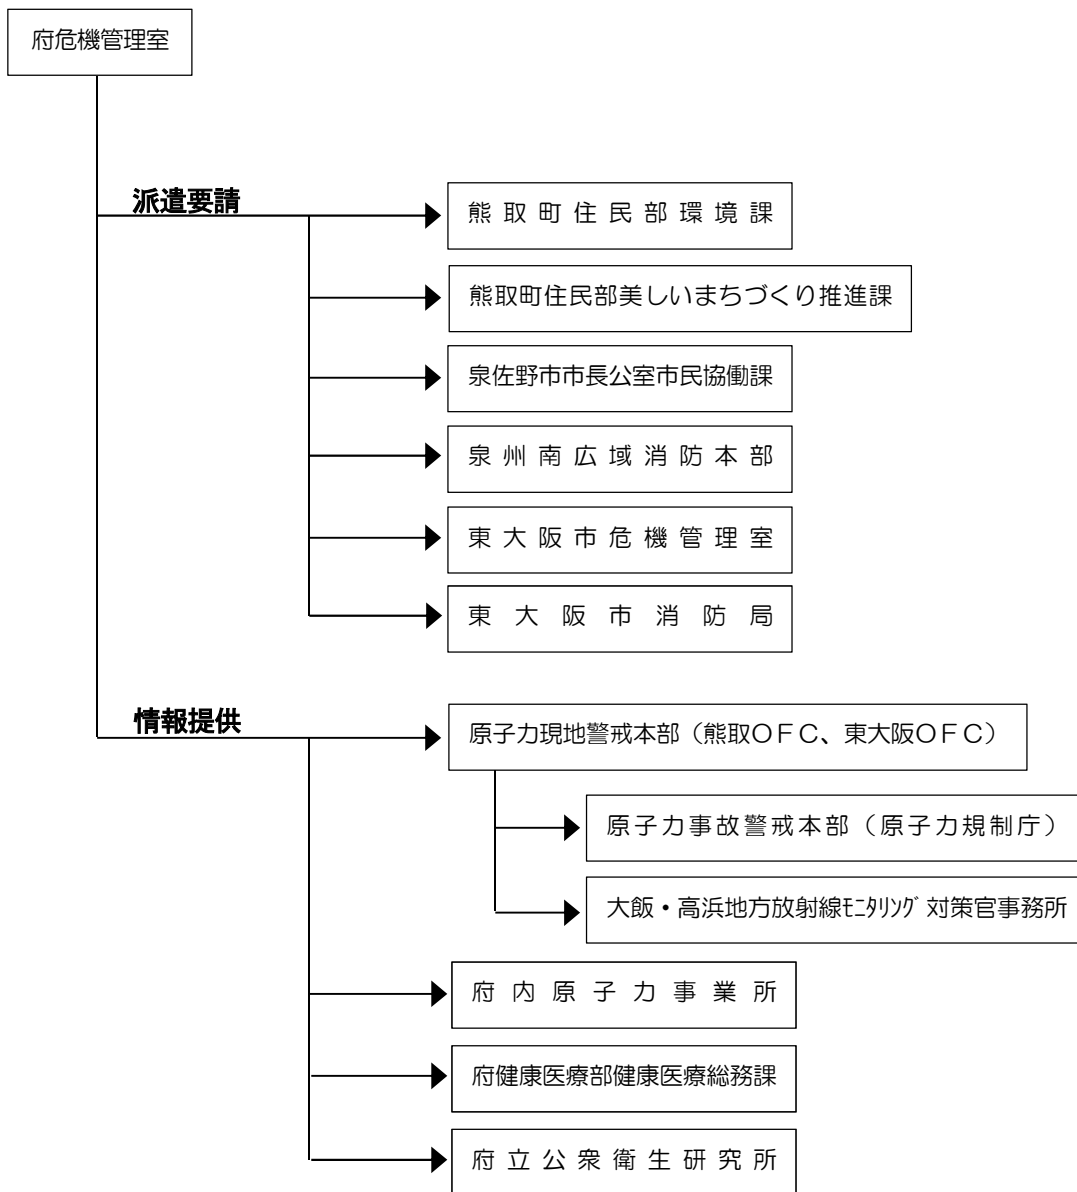 府危機管理室
派遣要請
熊取町住民部環境課
熊取町住民部美しいまちづくり推進課
泉佐野市市長公室市民協働課
泉州南広域消防本部
東大阪市危機管理室
東大阪市消防局
情報提供
原子力現地警戒本部（熊取ＯＦＣ、東大阪ＯＦＣ）
原子力事故警戒本部（原子力規制庁）
大飯・高浜地方放射線ﾓﾆﾀﾘﾝｸﾞ対策官事務所
府内原子力事業所
府健康医療部健康医療総務課
府立公衆衛生研究所